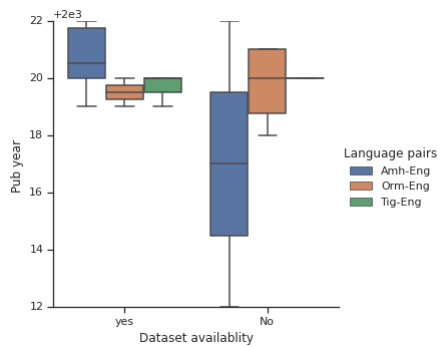 +2e3
22
20
18
16
14
12
Pub year
yes
No
Dataset availablity
Language pairs
Amh-Eng
Orm-Eng
Tig-Eng